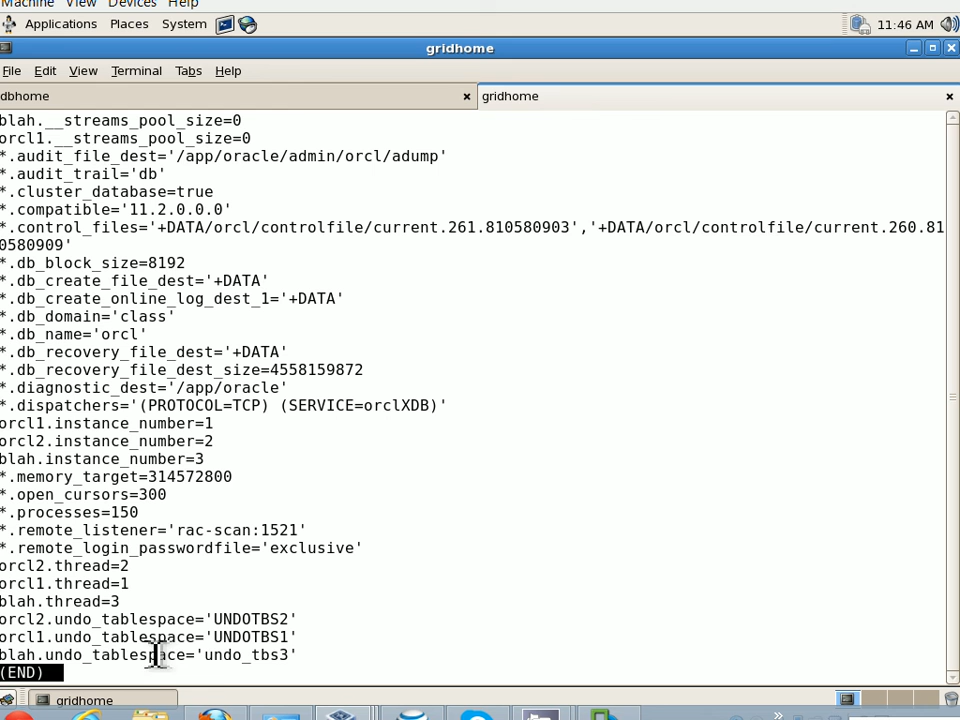 Machine View Devices Help
Applications Places System 11:46 AM
gridhome
File Edit View Terminal Tabs Help
dbhome gridhome
blah.__streams_pool_size=0
orcl1.__streams_pool_size=0
*.audit_file_dest='/app/oracle/admin/orcl/adump'
*.audit_trail='db'
*.cluster_database=true
*.compatible='11.2.0.0.0'
*.control_files='+DATA/orcl/controlfile/current.261.810580903','+DATA/orcl/controlfile/current.260.81
0580909'
*.db_block_size=8192
*.db_create_file_dest='+DATA'
*.db_create_online_log_dest_1='+DATA'
*.db_domain='class'
*.db_name='orcl'
*.db_recovery_file_dest='+DATA'
*.db_recovery_file_dest_size=4558159872
*.diagnostic_dest='/app/oracle'
*.dispatchers='(PROTOCOL=TCP) (SERVICE=orclXDB)'
orcl1.instance_number=1
orcl2.instance_number=2
blah.instance_number=3
*.memory_target=314572800
*.open_cursors=300
*.processes=150
*.remote_listener='rac-scan:1521'
*.remote_login_passwordfile='exclusive'
orcl2.thread=2
orcl1.thread=1
blah.thread=3
orcl2.undo_tablespace='UNDOTBS2'
orcl1.undo_tablespace='UNDOTBS1'
blah.undo_tablespace='undo_tbs3'
(END)
gridhome